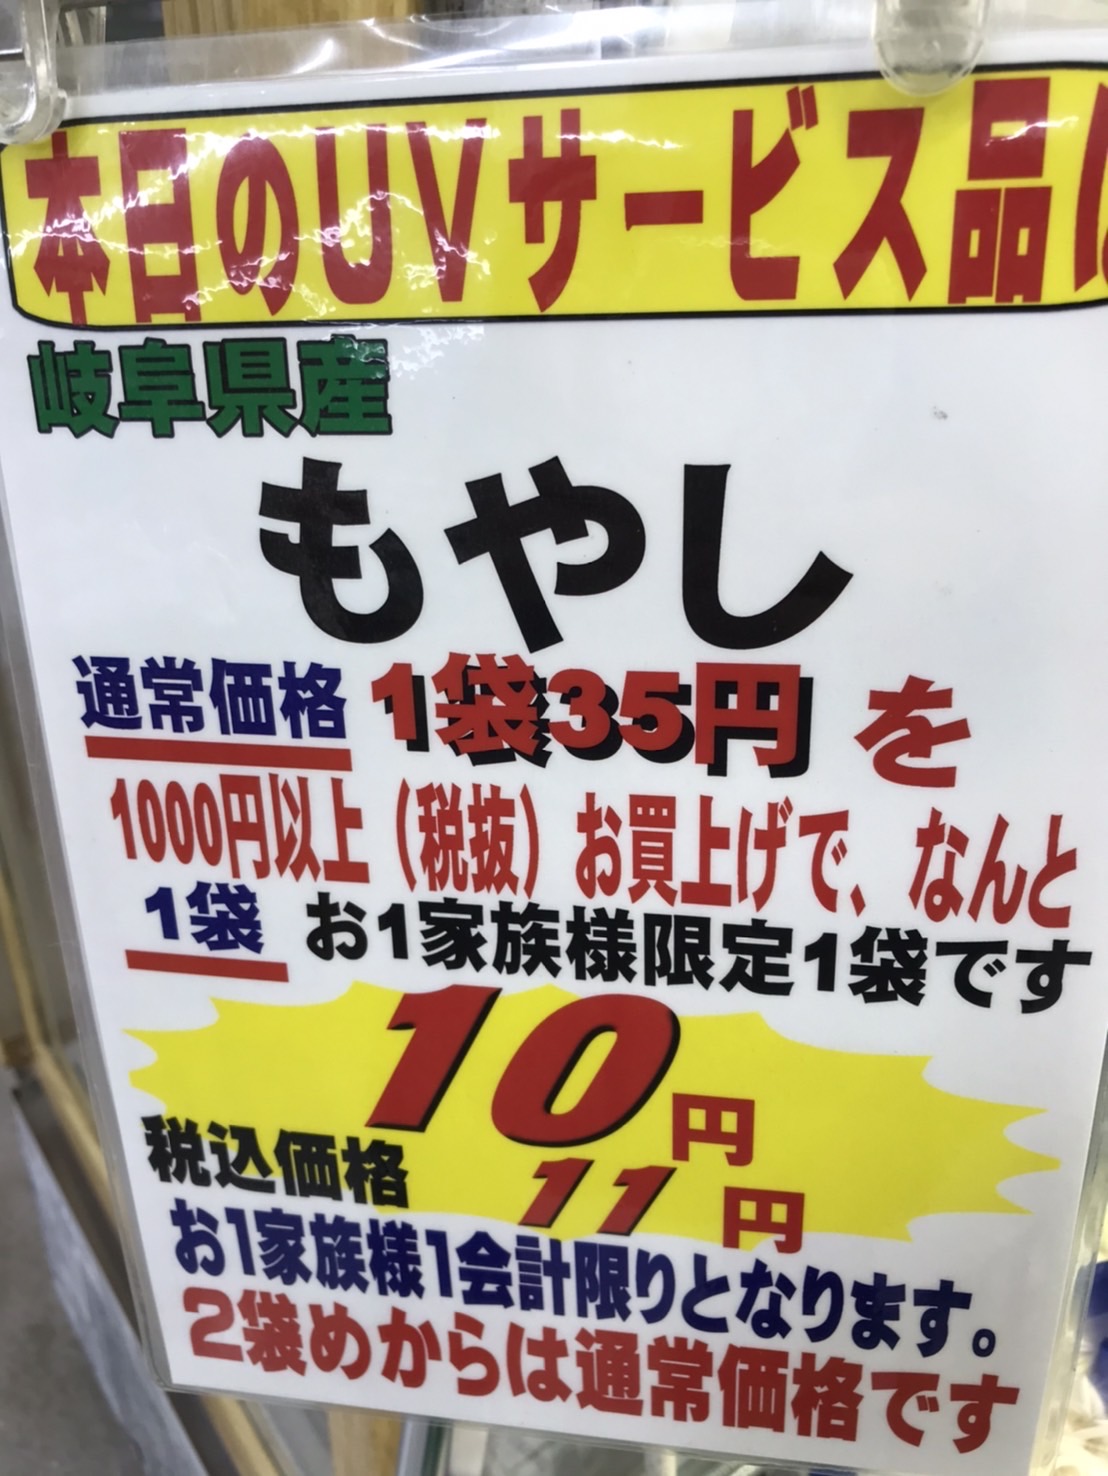 本日のUVサービス品は
岐阜県産
もやし
通常価格 1袋35円を
1000円以上（税抜）お買上げで、なんと
1袋 お1家族様限定1袋です
10円
税込価格 11円
お1家族様1会計限りとなります。
2袋めからは通常価格です